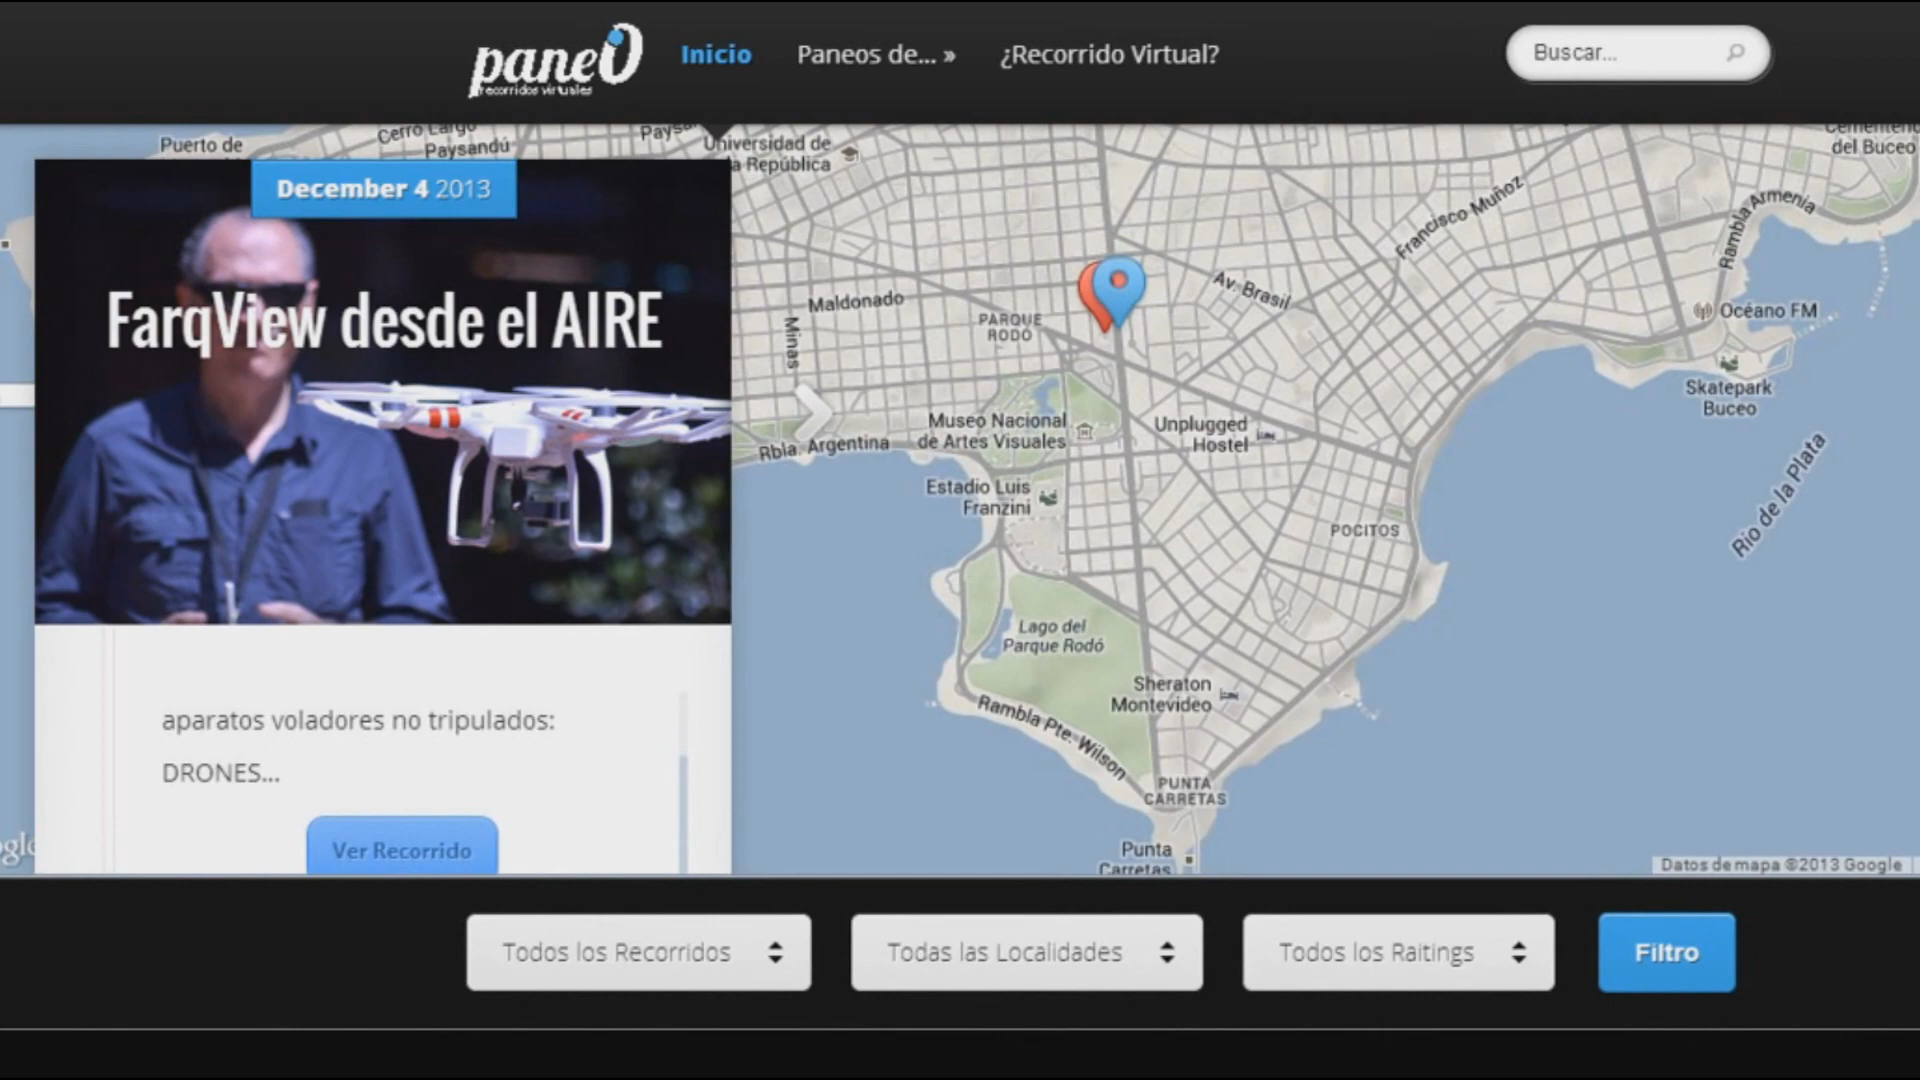 paneo
recorridos virtuales
Inicio
Paneos de... »
¿Recorrido Virtual?
Buscar...
Puerto de
Cerro Largo
Paysandú
Universidad de
la República
Cementerio
del Buceo
December 4 2013
FarqView desde el AIRE
aparatos voladores no tripulados:
DRONES...
Ver Recorrido
Francisco Muñoz
Rambla Armenia
Maldonado
Minas
PARQUE
RODÓ
Av. Brasil
Océano FM
Skatepark
Buceo
Museo Nacional
de Artes Visuales
Unplugged
Hostel
Rbla. Argentina
Estadio Luis
Franzini
POCITOS
Rio de la Plata
Lago del
Parque Rodó
Sheraton
Montevideo
Rambla Pte. Wilson
PUNTA
CARRETAS
Punta
Carretas
Datos de mapa ©2013 Google
Todos los Recorridos
Todas las Localidades
Todos los Raitings
Filtro